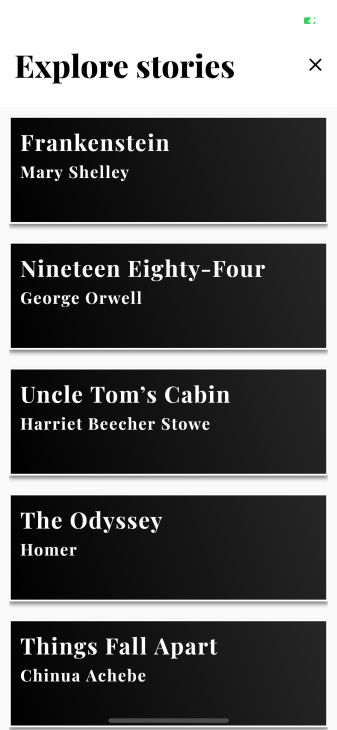 Explore stories
Frankenstein
Mary Shelley
Nineteen Eighty-Four
George Orwell
Uncle Tom’s Cabin
Harriet Beecher Stowe
The Odyssey
Homer
Things Fall Apart
Chinua Achebe